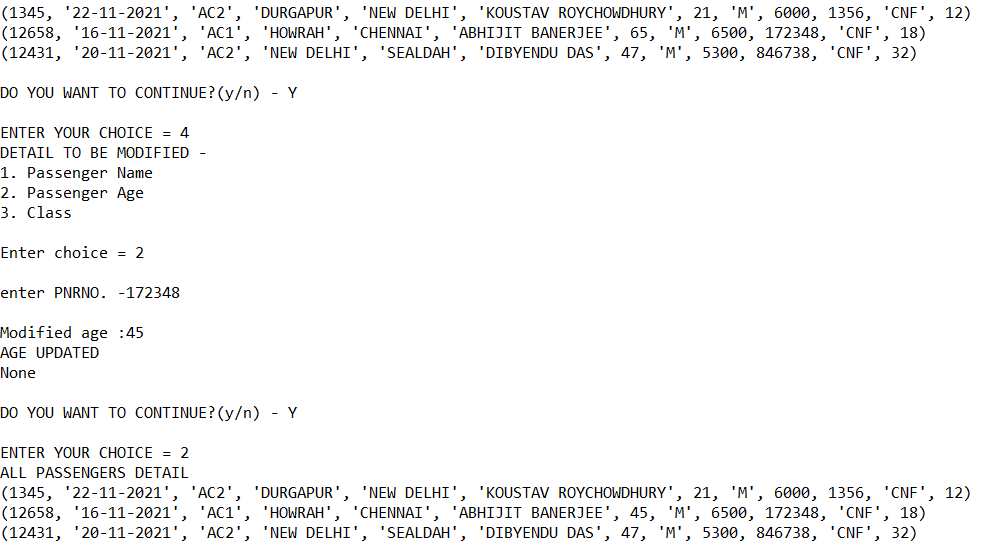 (1345, '22-11-2021', 'AC2', 'DURGAPUR', 'NEW DELHI', 'KOUSTAV ROYCHOWDHURY', 21, 'M', 6000, 1356, 'CNF', 12)
(12658, '16-11-2021', 'AC1', 'HOWRAH', 'CHENNAI', 'ABHIJIT BANERJEE', 65, 'M', 6500, 172348, 'CNF', 18)
(12431, '20-11-2021', 'AC2', 'NEW DELHI', 'SEALDAH', 'DIBYENDU DAS', 47, 'M', 5300, 846738, 'CNF', 32)
DO YOU WANT TO CONTINUE?(y/n) - Y
ENTER YOUR CHOICE = 4
DETAIL TO BE MODIFIED -
1. Passenger Name
2. Passenger Age
3. Class
Enter choice = 2
enter PNRNO. -172348
Modified age :45
AGE UPDATED
None
DO YOU WANT TO CONTINUE?(y/n) - Y
ENTER YOUR CHOICE = 2
ALL PASSENGERS DETAIL
(1345, '22-11-2021', 'AC2', 'DURGAPUR', 'NEW DELHI', 'KOUSTAV ROYCHOWDHURY', 21, 'M', 6000, 1356, 'CNF', 12)
(12658, '16-11-2021', 'AC1', 'HOWRAH', 'CHENNAI', 'ABHIJIT BANERJEE', 45, 'M', 6500, 172348, 'CNF', 18)
(12431, '20-11-2021', 'AC2', 'NEW DELHI', 'SEALDAH', 'DIBYENDU DAS', 47, 'M', 5300, 846738, 'CNF', 32)